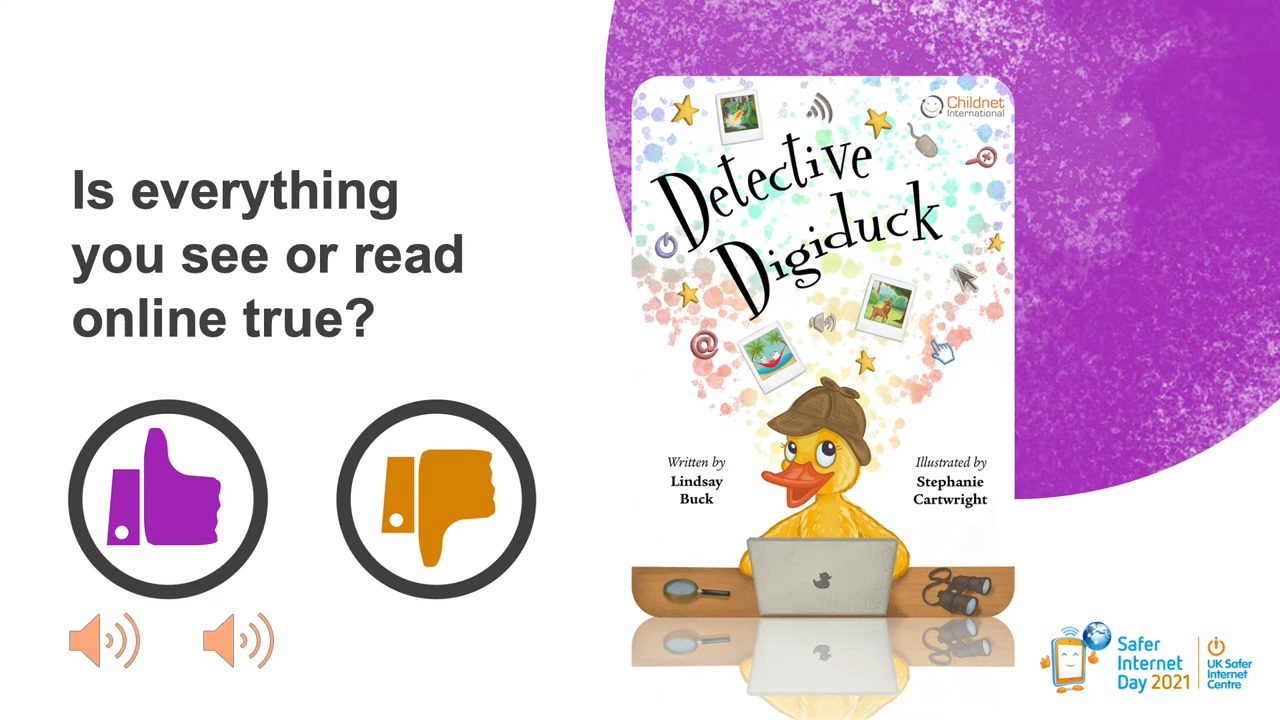 Is everything
you see or read
online true?
Childnet
International
Detective
Digiduck
@
Written by
Lindsay
Buck
Illustrated by
Stephanie
Cartwright
Safer
Internet
Day 2021
UK Safer
Internet
Centre